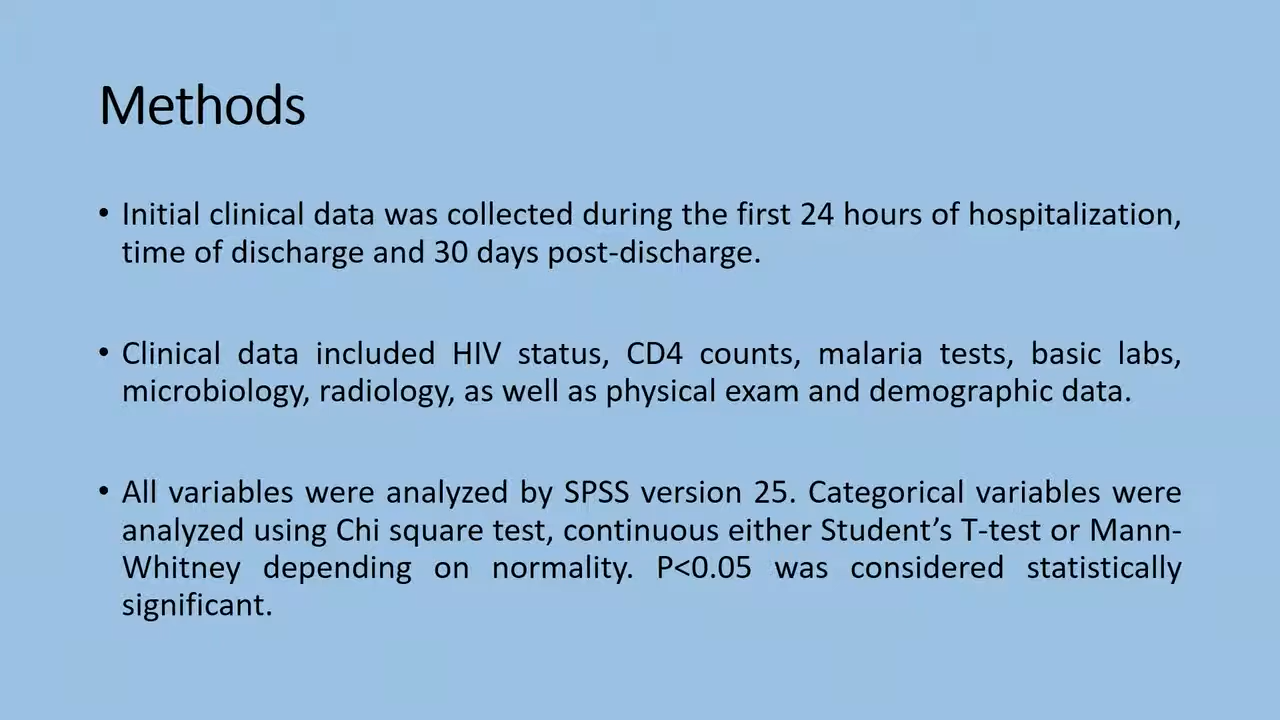 Methods
• Initial clinical data was collected during the first 24 hours of hospitalization,
time of discharge and 30 days post-discharge.
• Clinical data included HIV status, CD4 counts, malaria tests, basic labs,
microbiology, radiology, as well as physical exam and demographic data.
• All variables were analyzed by SPSS version 25. Categorical variables were
analyzed using Chi square test, continuous either Student’s T-test or Mann-
Whitney depending on normality. P<0.05 was considered statistically
significant.